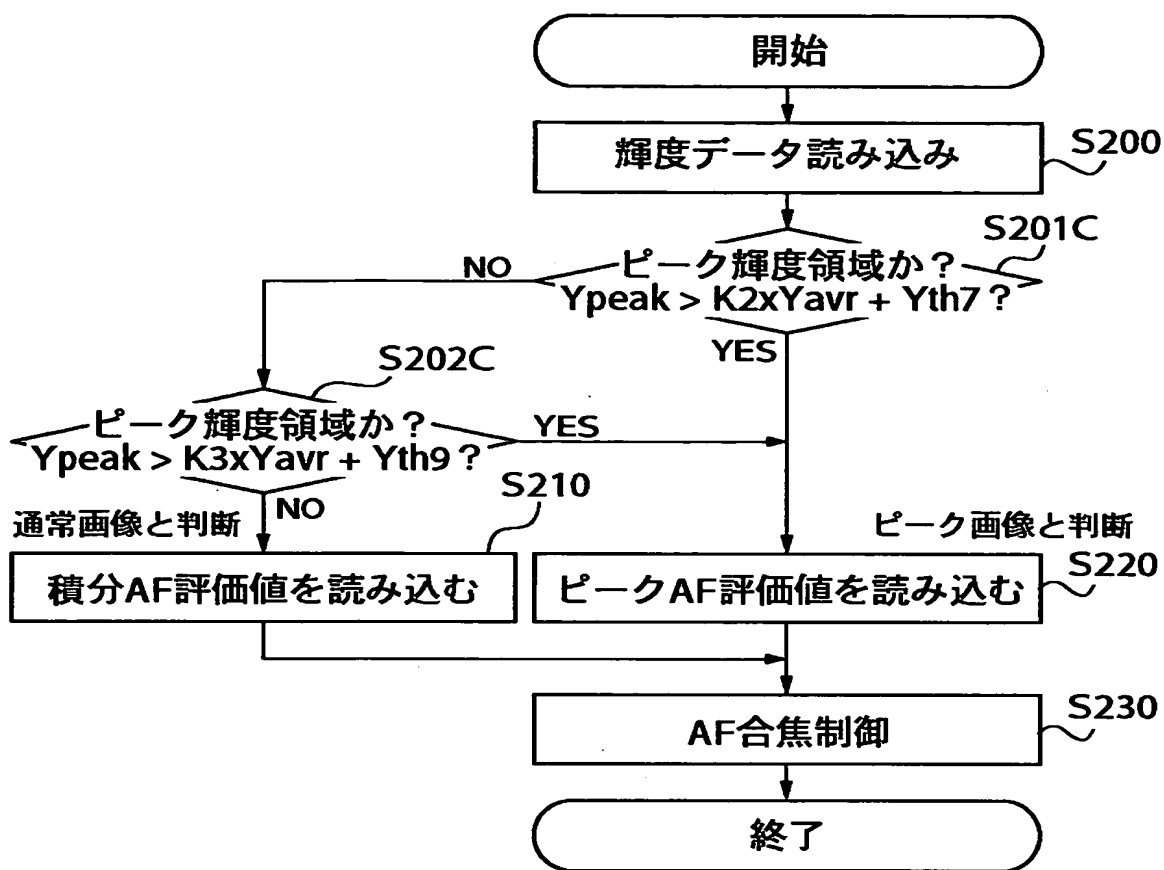 開始
輝度データ読み込み
S200
S201C
NO
ピーク輝度領域か？
Ypeak > K2xYavr + Yth7？
YES
S202C
ピーク輝度領域か？
Ypeak > K3xYavr + Yth9？
YES
NO
S210
通常画像と判断
ピーク画像と判断
積分AF評価値を読み込む
ピークAF評価値を読み込む
S220
AF合焦制御
S230
終了